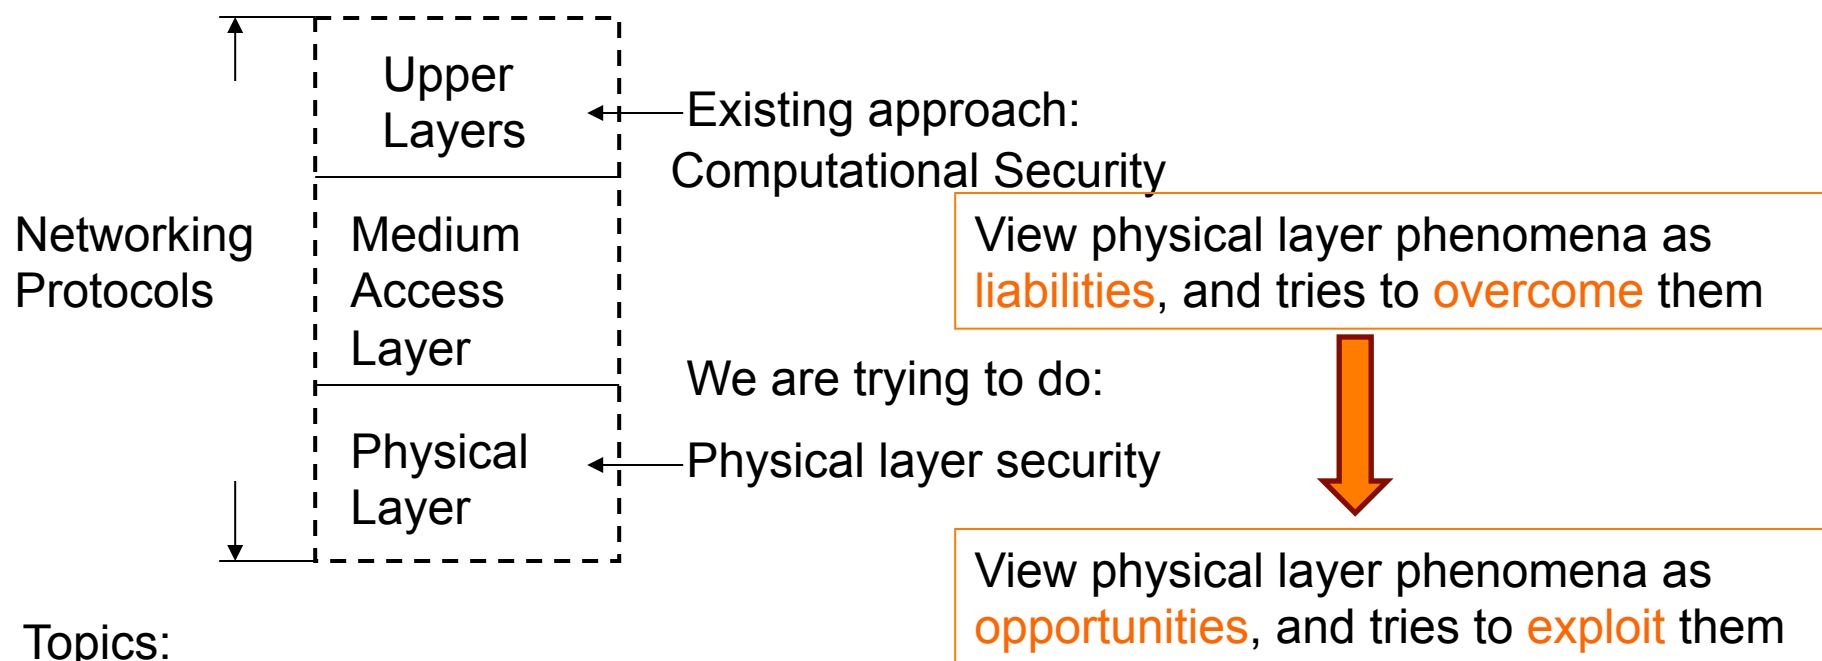 Upper
Layers
Existing approach:
Computational Security
Networking
Protocols
Medium
Access
Layer
View physical layer phenomena as
liabilities, and tries to overcome them
We are trying to do:
Physical
Layer
Physical layer security
View physical layer phenomena as
opportunities, and tries to exploit them
Topics: